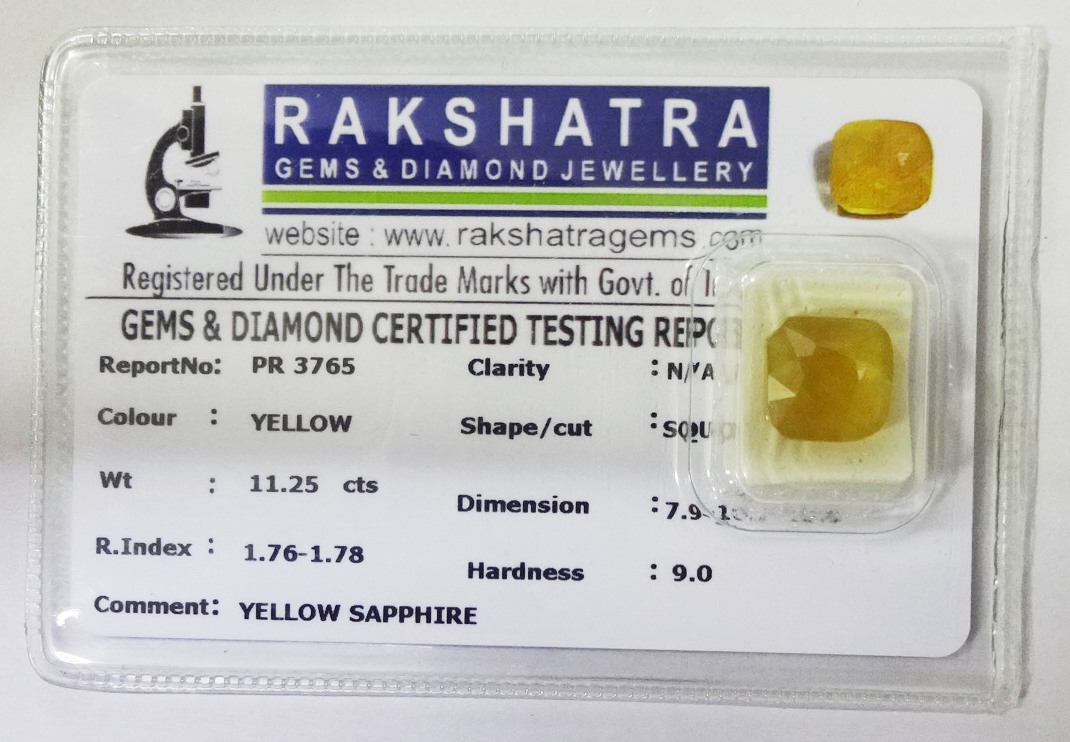 RAKSHATRA
GEMS & DIAMOND JEWELLERY
website : www. rakshatragems.com
Registered Under The Trade Marks with Govt. of
GEMS & DIAMOND CERTIFIED TESTING
ReportNo: PR 3765
Clarity : N/A
Colour : YELLOW
Shape/cut :
Wt : 11.25 cts
Dimension : 7.9
R.Index : 1.76-1.78
Hardness : 9.0
Comment: YELLOW SAPPHIRE